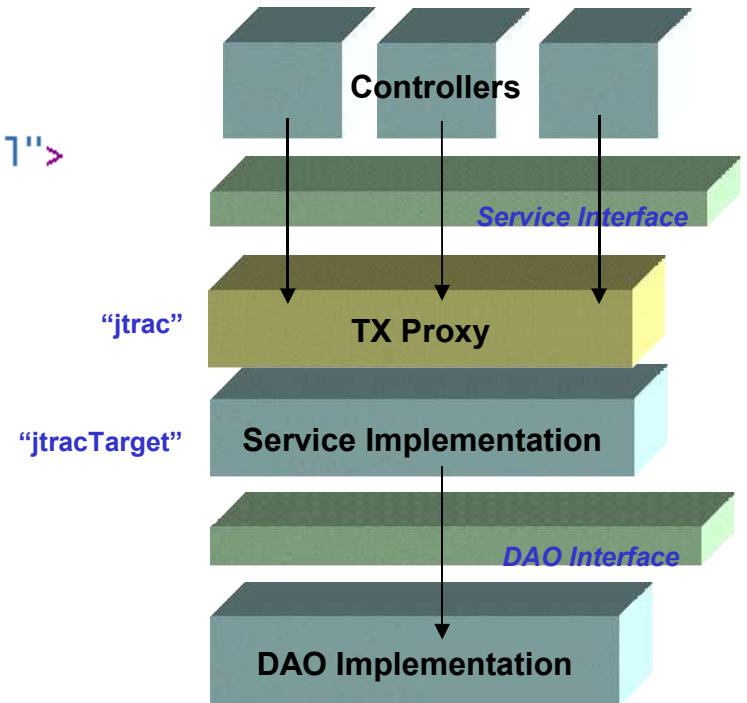 Controllers
l">
Service Interface
“jtrac”
TX Proxy
“jtracTarget”
Service Implementation
DAO Interface
DAO Implementation